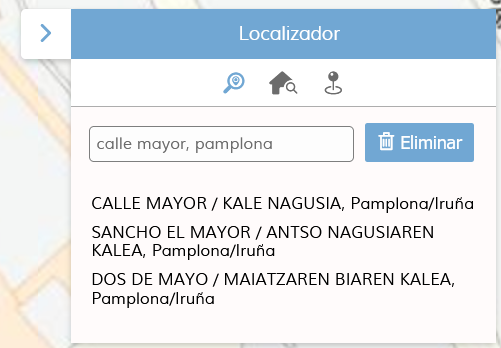 Localizador
calle mayor, pamplona
Eliminar
CALLE MAYOR / KALE NAGUSIA, Pamplona/Iruña
SANCHO EL MAYOR / ANTSO NAGUSIAREN
KALEA, Pamplona/Iruña
DOS DE MAYO / MAIATZAREN BIAREN KALEA,
Pamplona/Iruña